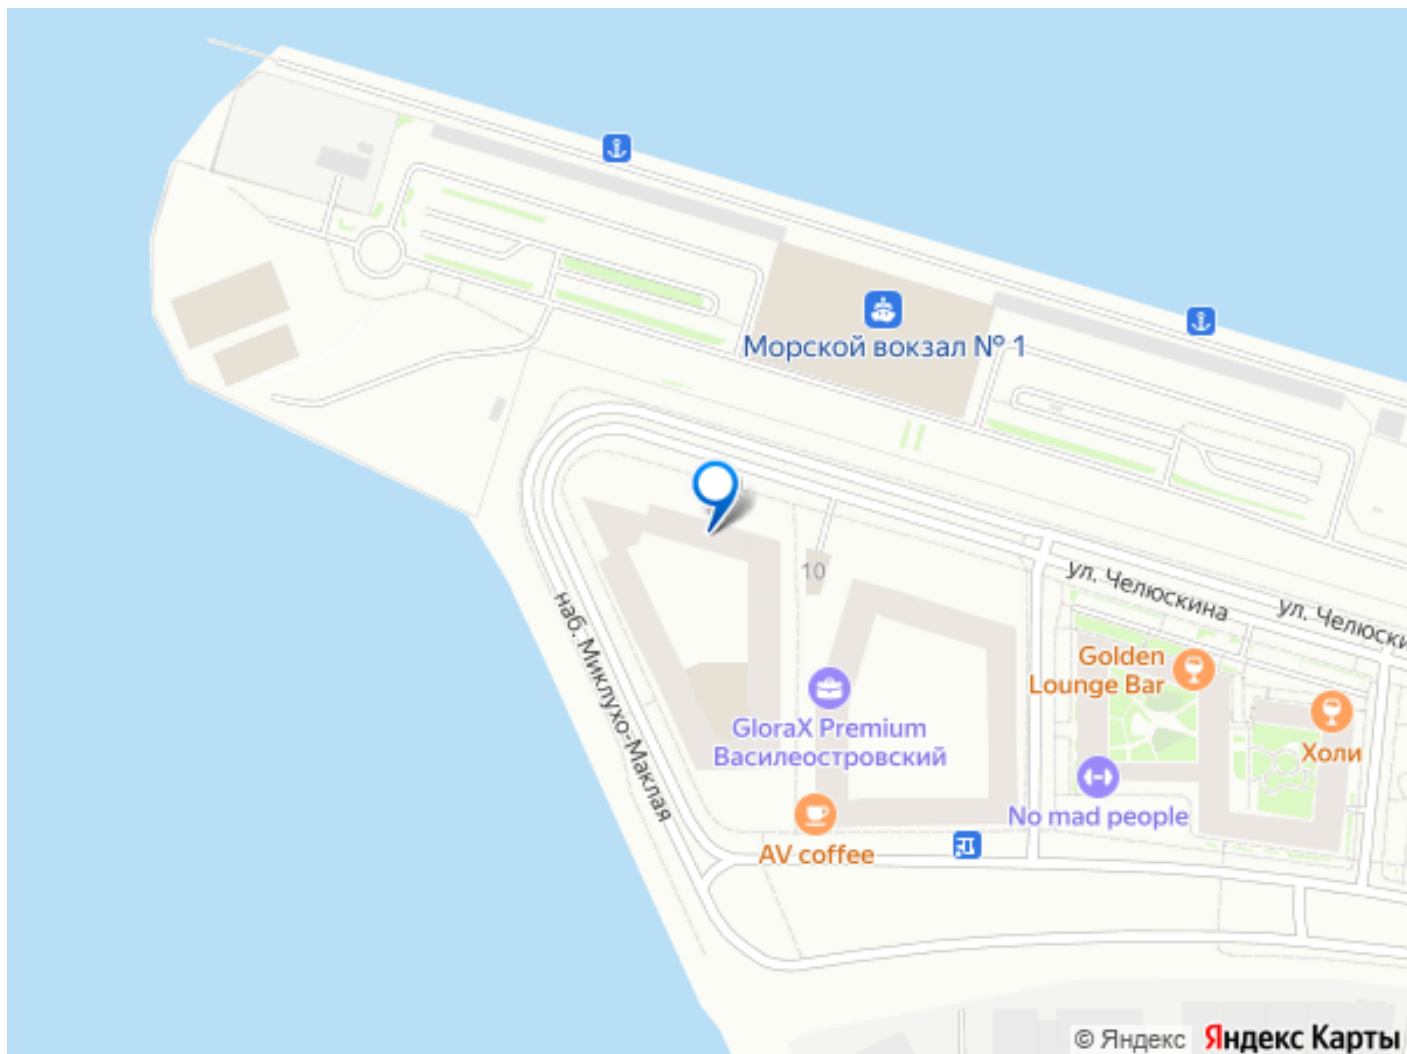 Морской вокзал № 1
10
ул. Челюскина
ул. Челюски
наб. Миклухо-Маклая
Golden
Lounge Bar
GloraX Premium
Василеостровский
Холи
No mad people
AV coffee
© Яндекс Яндекс Карты